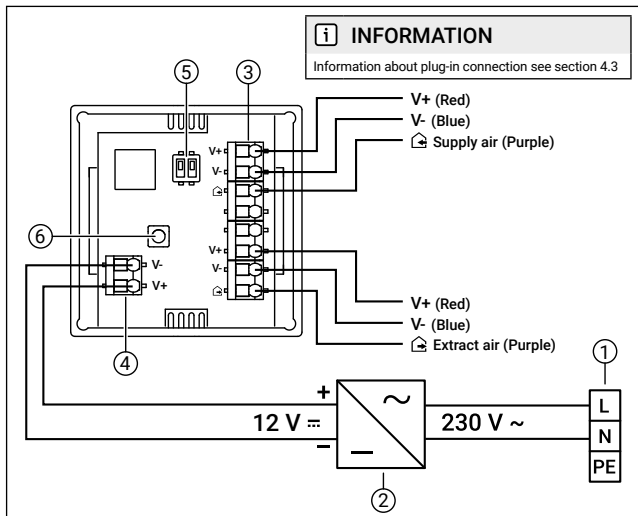 i INFORMATION
Information about plug-in connection see section 4.3
5
3
V+ (Red)
V- (Blue)
Supply air (Purple)
V+
V-
6
V+
V-
V-
V+
V+ (Red)
V- (Blue)
Extract air (Purple)
4
1
+
12 V ⎓
–
~
230 V ~
L
N
PE
2